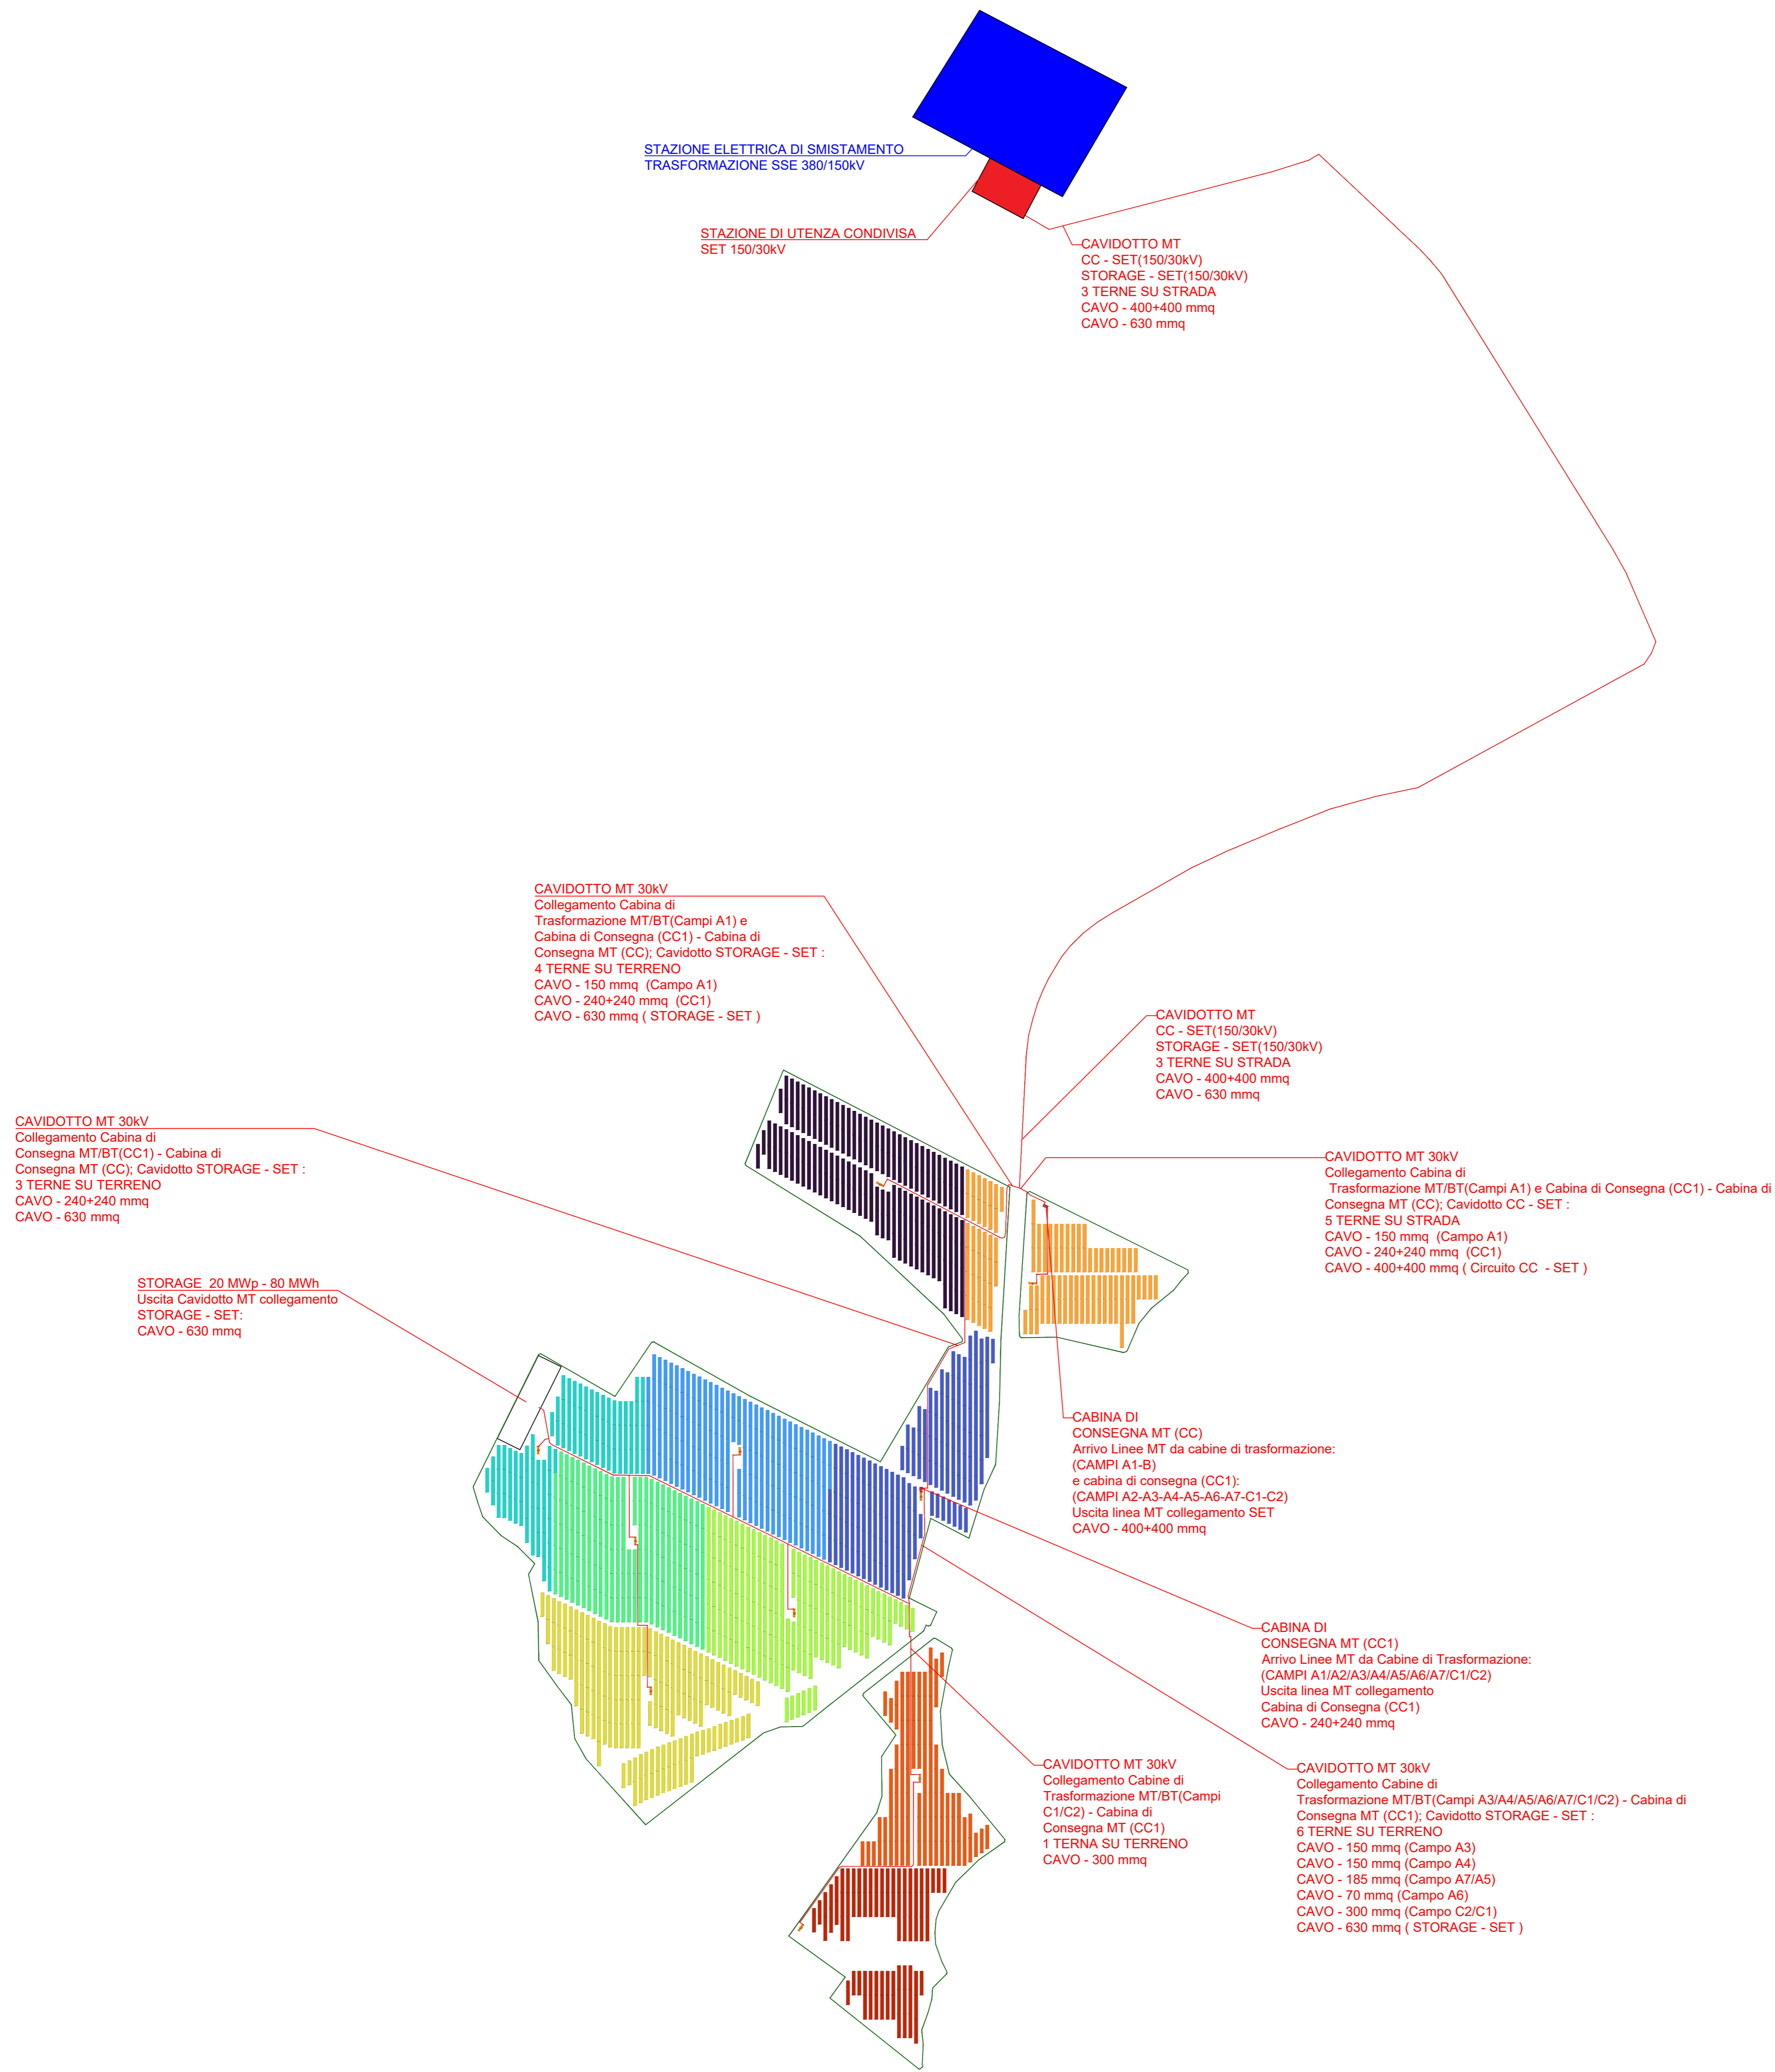 STAZIONE ELETTRICA DI SMISTAMENTO
TRASFORMAZIONE SSE 380/150kV
STAZIONE DI UTENZA CONDIVISA
SET 150/30kV
CAVIDOTTO MT
CC - SET(150/30kV)
STORAGE - SET(150/30kV)
3 TERNE SU STRADA
CAVO - 400+400 mmq
CAVO - 630 mmq
CAVIDOTTO MT 30kV
Collegamento Cabina di
Trasformazione MT/BT(Campi A1) e
Cabina di Consegna (CC1) - Cabina di
Consegna MT (CC); Cavidotto STORAGE - SET :
4 TERNE SU TERRENO
CAVO - 150 mmq (Campo A1)
CAVO - 240+240 mmq (CC1)
CAVO - 630 mmq ( STORAGE - SET )
CAVIDOTTO MT
CC - SET(150/30kV)
STORAGE - SET(150/30kV)
3 TERNE SU STRADA
CAVO - 400+400 mmq
CAVO - 630 mmq
CAVIDOTTO MT 30kV
Collegamento Cabina di
Consegna MT/BT(CC1) - Cabina di
Consegna MT (CC); Cavidotto STORAGE - SET :
3 TERNE SU TERRENO
CAVO - 240+240 mmq
CAVO - 630 mmq
CAVIDOTTO MT 30kV
Collegamento Cabina di
Trasformazione MT/BT(Campi A1) e Cabina di Consegna (CC1) - Cabina di
Consegna MT (CC); Cavidotto CC - SET :
5 TERNE SU STRADA
CAVO - 150 mmq (Campo A1)
CAVO - 240+240 mmq (CC1)
CAVO - 400+400 mmq ( Circuito CC - SET )
STORAGE 20 MWp - 80 MWh
Uscita Cavidotto MT collegamento
STORAGE - SET:
CAVO - 630 mmq
CABINA DI
CONSEGNA MT (CC)
Arrivo Linee MT da cabine di trasformazione:
(CAMPI A1-B)
e cabina di consegna (CC1):
(CAMPI A2-A3-A4-A5-A6-A7-C1-C2)
Uscita linea MT collegamento SET
CAVO - 400+400 mmq
CABINA DI
CONSEGNA MT (CC1)
Arrivo Linee MT da Cabine di Trasformazione:
(CAMPI A1/A2/A3/A4/A5/A6/A7/C1/C2)
Uscita linea MT collegamento
Cabina di Consegna (CC1)
CAVO - 240+240 mmq
CAVIDOTTO MT 30kV
Collegamento Cabine di
Trasformazione MT/BT(Campi
C1/C2) - Cabina di
Consegna MT (CC1)
1 TERNA SU TERRENO
CAVO - 300 mmq
CAVIDOTTO MT 30kV
Collegamento Cabine di
Trasformazione MT/BT(Campi A3/A4/A5/A6/A7/C1/C2) - Cabina di
Consegna MT (CC1); Cavidotto STORAGE - SET :
6 TERNE SU TERRENO
CAVO - 150 mmq (Campo A3)
CAVO - 150 mmq (Campo A4)
CAVO - 185 mmq (Campo A7/A5)
CAVO - 70 mmq (Campo A6)
CAVO - 300 mmq (Campo C2/C1)
CAVO - 630 mmq ( STORAGE - SET )